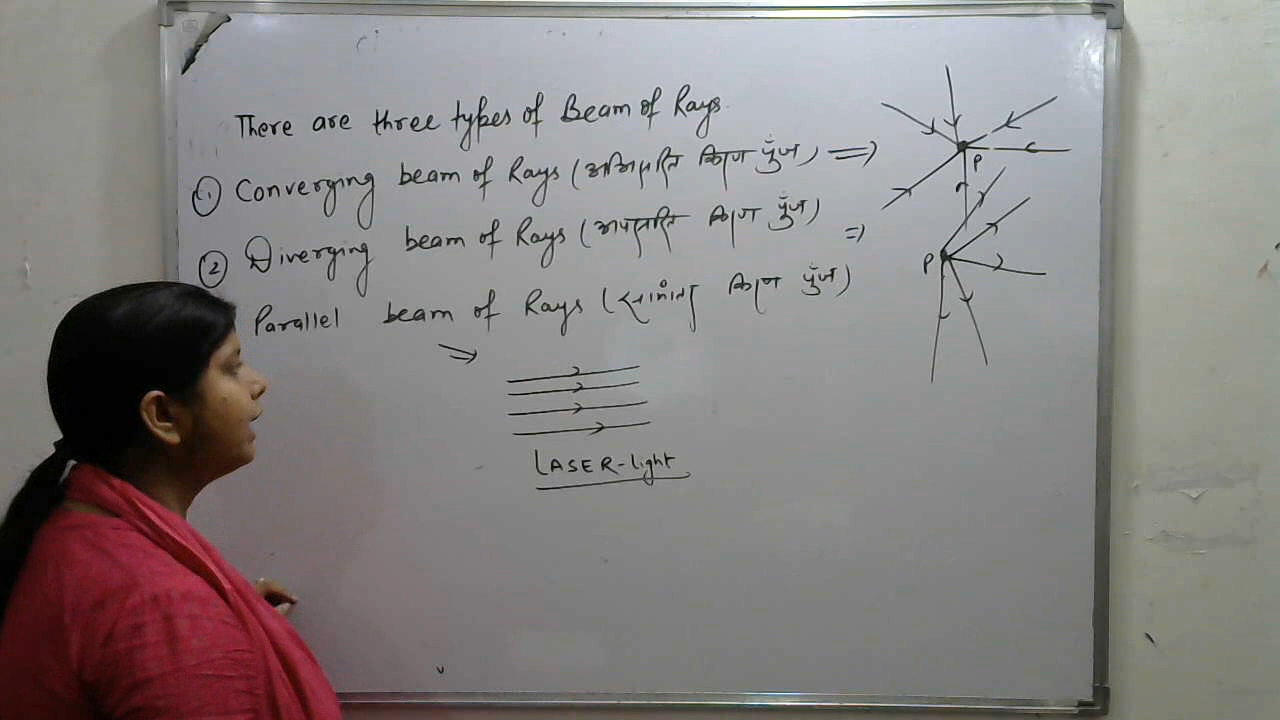 There are three types of Beam of Rays.
① Converging beam of Rays (अभिसारित किरण पुँज) ⇒
② Diverging beam of Rays (अपसारित किरण पुँज) ⇒
Parallel beam of Rays (समांतर किरण पुँज)
P
P
LASER-light